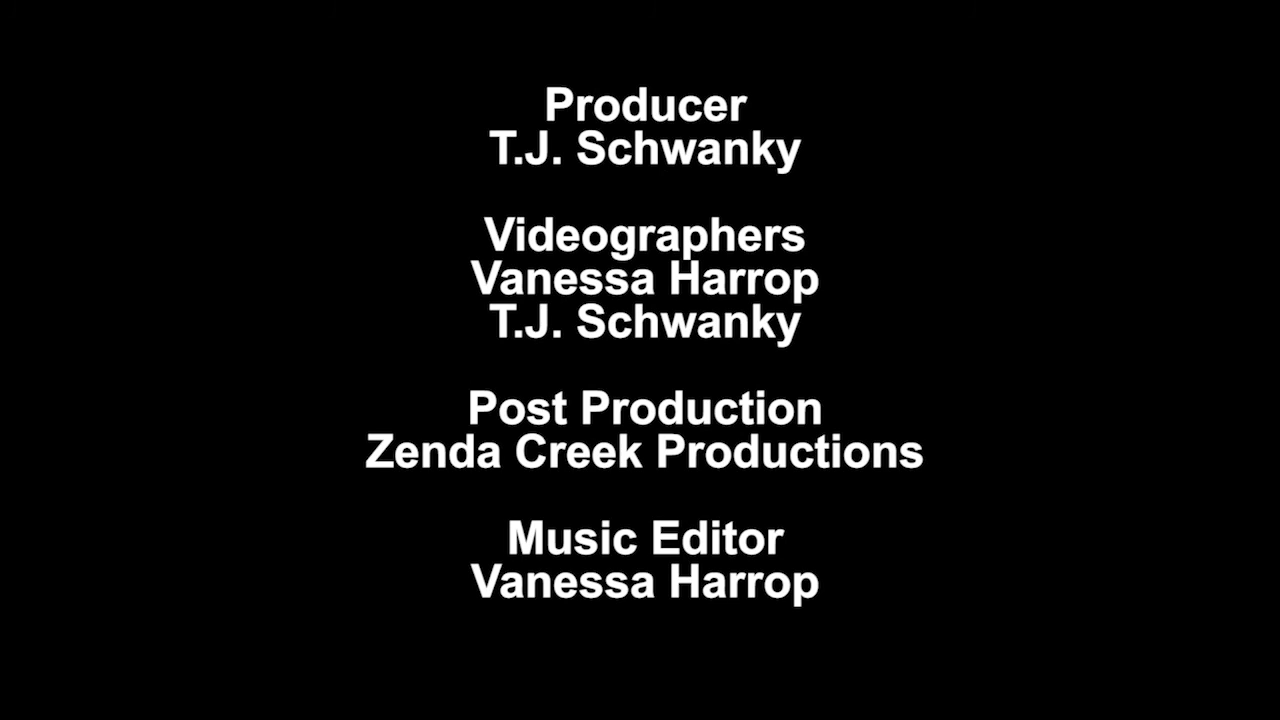 Producer
T.J. Schwanky
Videographers
Vanessa Harrop
T.J. Schwanky
Post Production
Zenda Creek Productions
Music Editor
Vanessa Harrop